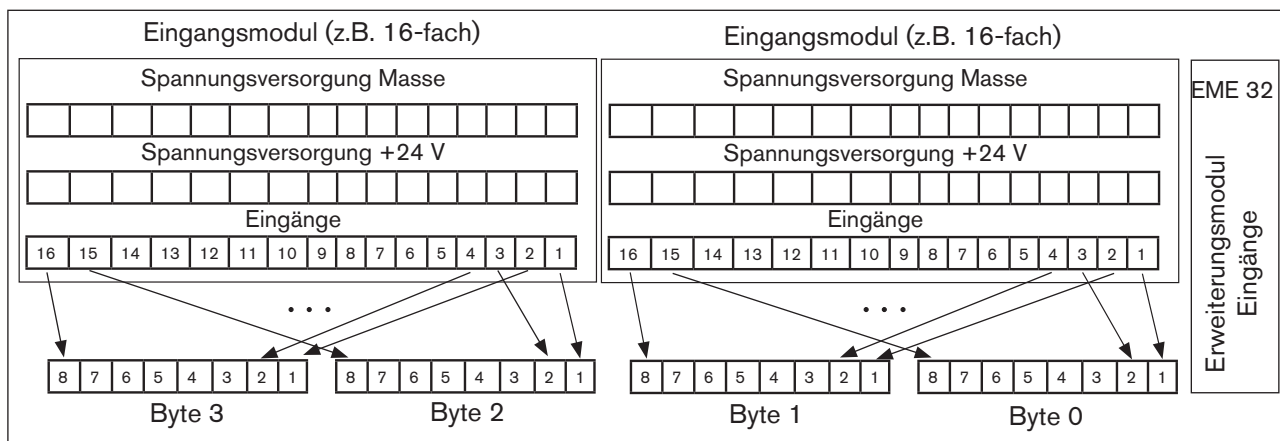 Eingangsmodul (z.B. 16-fach)
Spannungsversorgung Masse
Spannungsversorgung +24 V
Eingänge
16 15 14 13 12 11 10 9 8 7 6 5 4 3 2 1
. . .
8 7 6 5 4 3 2 1
Byte 3
8 7 6 5 4 3 2 1
Byte 2
Eingangsmodul (z.B. 16-fach)
Spannungsversorgung Masse
Spannungsversorgung +24 V
Eingänge
16 15 14 13 12 11 10 9 8 7 6 5 4 3 2 1
. . .
8 7 6 5 4 3 2 1
Byte 1
8 7 6 5 4 3 2 1
Byte 0
EME 32
Erweiterungsmodul
Eingänge